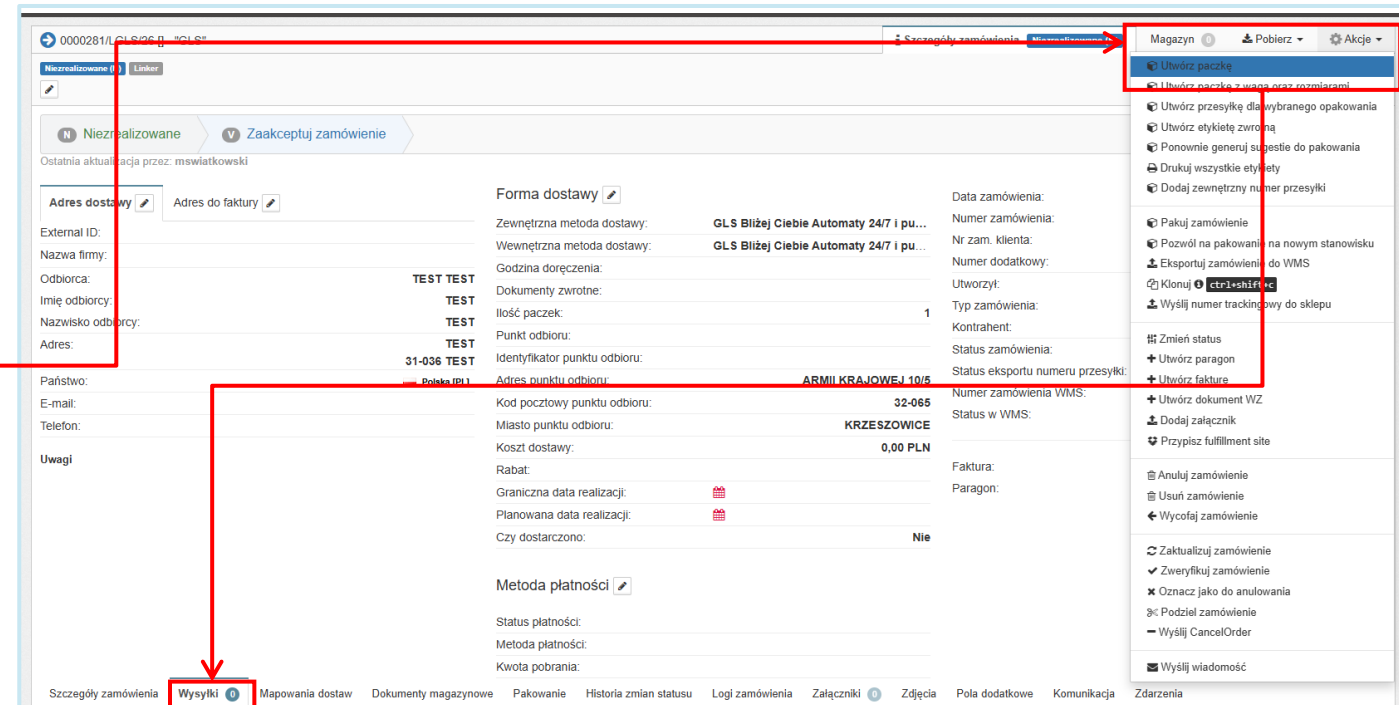 0000281/LGLS/26 [] - "GLS"
Szczegóły zamówienia
Magazyn 0 Pobierz Akcje
Niezrealizowane (N) Linker
N Niezrealizowane V Zaakceptuj zamówienie
Ostatnia aktualizacja przez: mswiatkowski
Adres dostawy Adres do faktury
External ID:
Nazwa firmy:
Odbiorca: TEST TEST
Imię odbiorcy: TEST
Nazwisko odbiorcy: TEST
Adres: TEST
31-036 TEST
Państwo: Polska [PL]
E-mail:
Telefon:
Uwagi
Forma dostawy
Zewnętrzna metoda dostawy: GLS Bliżej Ciebie Automaty 24/7 i pu...
Wewnętrzna metoda dostawy: GLS Bliżej Ciebie Automaty 24/7 i pu...
Godzina doręczenia:
Dokumenty zwrotne:
Ilość paczek: 1
Punkt odbioru:
Identyfikator punktu odbioru:
Adres punktu odbioru: ARMII KRAJOWEJ 10/5
Kod pocztowy punktu odbioru: 32-065
Miasto punktu odbioru: KRZESZOWICE
Koszt dostawy: 0,00 PLN
Rabat:
Graniczna data realizacji:
Planowana data realizacji:
Czy dostarczono: Nie
Metoda płatności
Status płatności:
Metoda płatności:
Kwota pobrania:
Data zamówienia:
Numer zamówienia:
Nr zam. klienta:
Numer dodatkowy:
Utworzył:
Typ zamówienia:
Kontrahent:
Status zamówienia:
Status eksportu numeru przesyłki:
Numer zamówienia WMS:
Status w WMS:
Faktura:
Paragon:
Utwórz paczkę
Utwórz paczkę z wagą oraz rozmiarami
Utwórz przesyłkę dla wybranego opakowania
Utwórz etykietę zwrotną
Ponownie generuj sugestie do pakowania
Drukuj wszystkie etykiety
Dodaj zewnętrzny numer przesyłki
Pakuj zamówienie
Pozwól na pakowanie na nowym stanowisku
Eksportuj zamówienie do WMS
Klonuj ctrl+shift+c
Wyślij numer trackingowy do sklepu
Zmień status
Utwórz paragon
Utwórz fakture
Utwórz dokument WZ
Dodaj załącznik
Przypisz fulfillment site
Anuluj zamówienie
Usuń zamówienie
Wycofaj zamówienie
Zaktualizuj zamówienie
Zweryfikuj zamówienie
Oznacz jako do anulowania
Podziel zamówienie
Wyślij CancelOrder
Wyślij wiadomość
Szczegóły zamówienia Wysyłki 0 Mapowania dostaw Dokumenty magazynowe Pakowanie Historia zmian statusu Logi zamówienia Załączniki 0 Zdjęcia Pola dodatkowe Komunikacja Zdarzenia